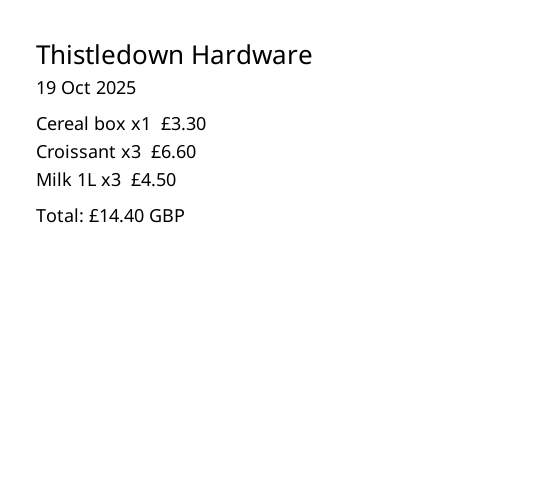 Thistledown Hardware
19 Oct 2025
Cereal box x1  £3.30
Croissant x3  £6.60
Milk 1L x3  £4.50
Total: £14.40 GBP